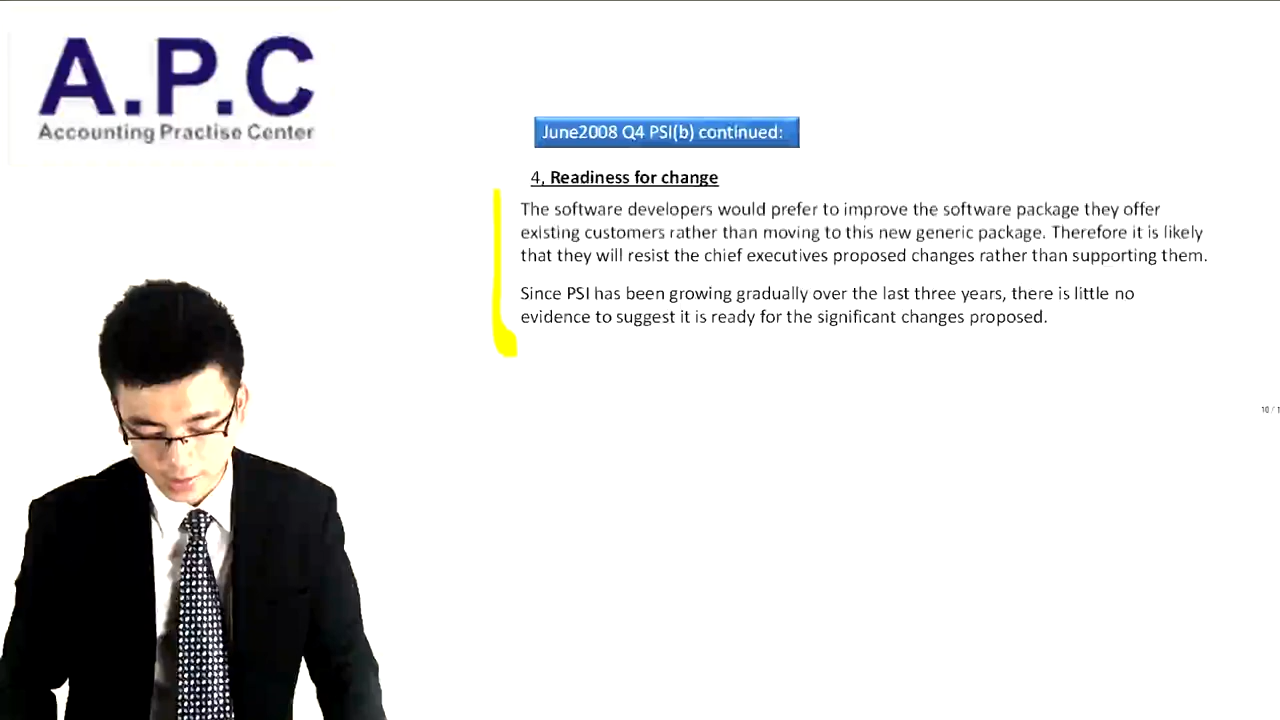 A.P.C
Accounting Practise Center
June2008 Q4 PSI(b) continued:
4, Readiness for change
The software developers would prefer to improve the software package they offer
existing customers rather than moving to this new generic package. Therefore it is likely
that they will resist the chief executives proposed changes rather than supporting them.
Since PSI has been growing gradually over the last three years, there is little no
evidence to suggest it is ready for the significant changes proposed.
10 / 1